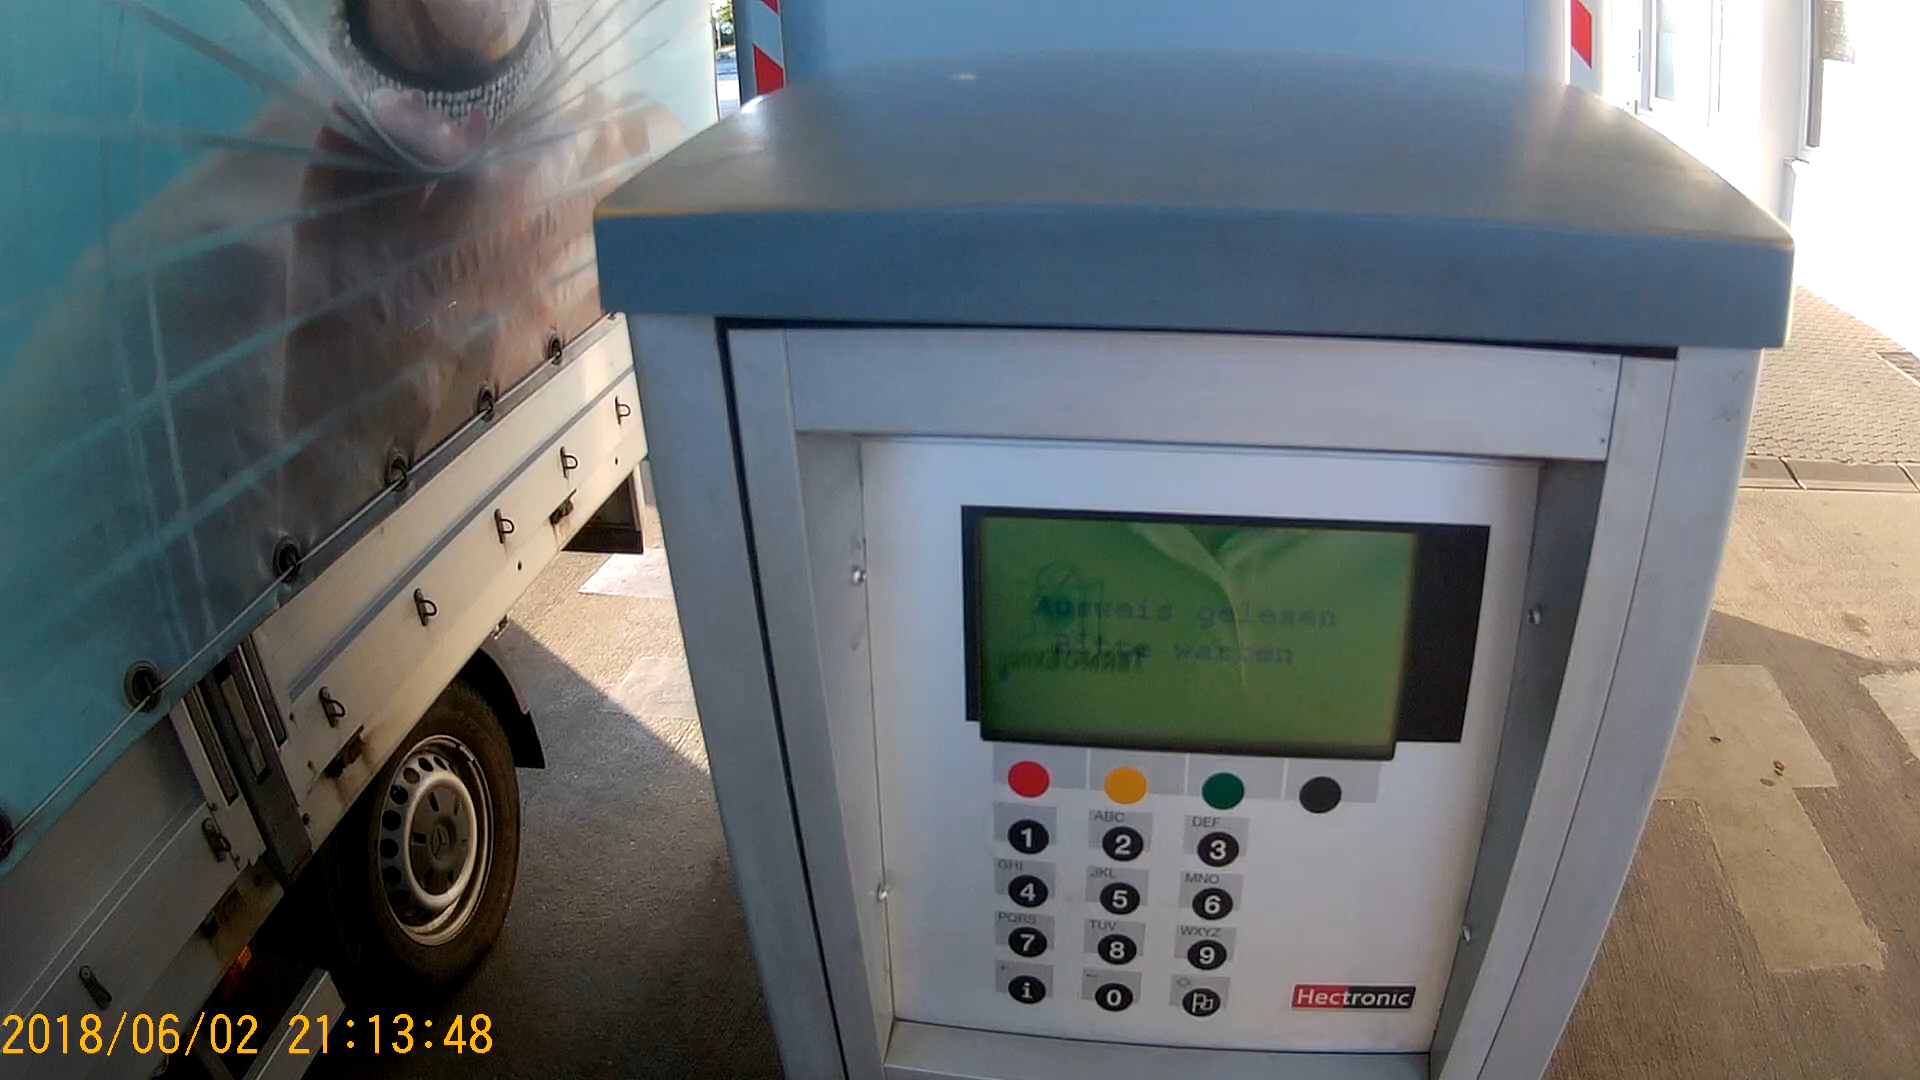 Ausweis gelesen
Bitte warten
ABC
DEF
1
2
3
GHI
JKL
MNO
4
5
6
PQRS
TUV
WXYZ
7
8
9
i
0
Hectronic
2018/06/02 21:13:48